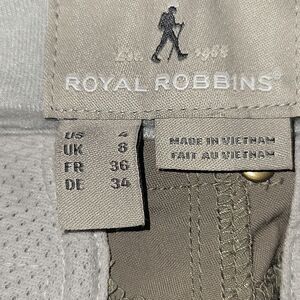 Est. 1968
ROYAL ROBBINS®
US 4
UK 8
FR 36
DE 34
MADE IN VIETNAM
FAIT AU VIETNAM